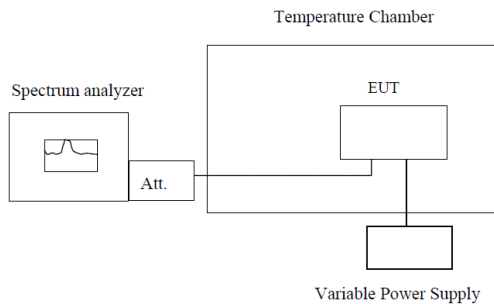 Temperature Chamber
Spectrum analyzer
EUT
Att.
Variable Power Supply